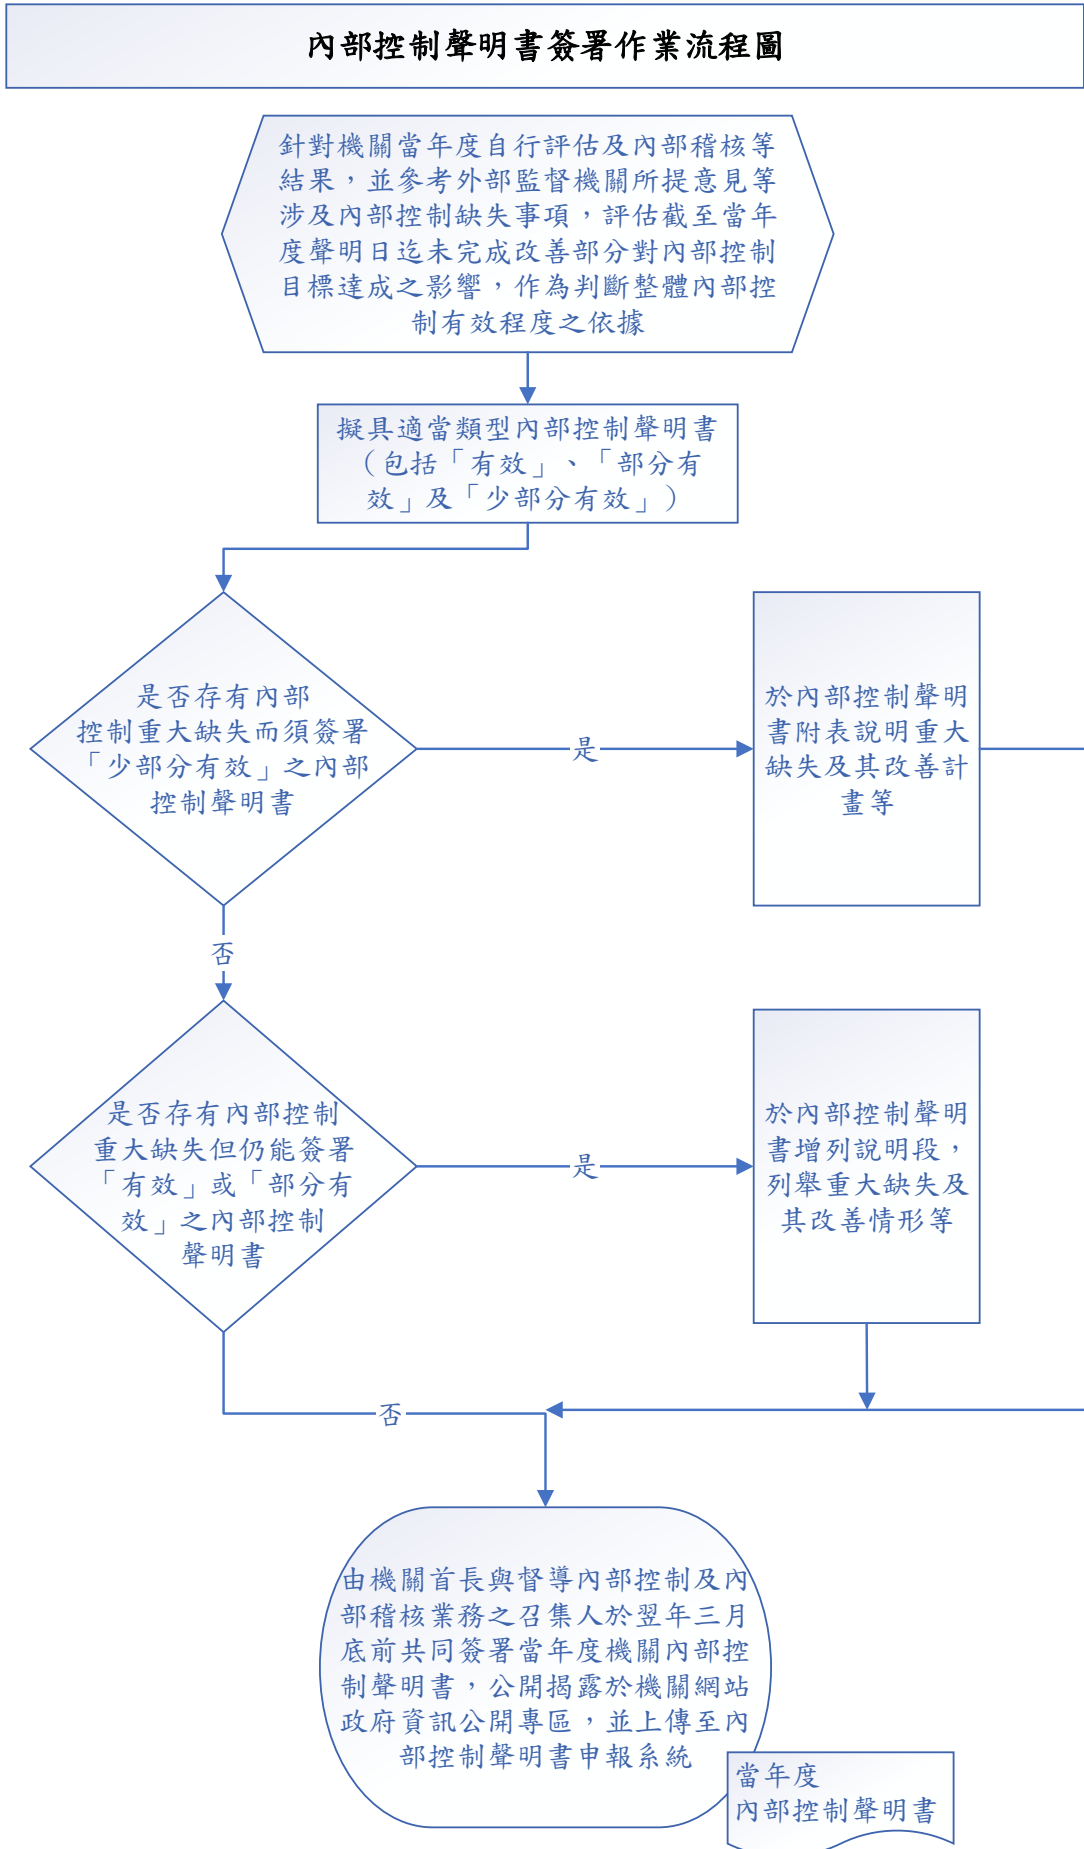 內部控制聲明書簽署作業流程圖
針對機關當年度自行評估及內部稽核等
結果，並參考外部監督機關所提意見等
涉及內部控制缺失事項，評估截至當年
度聲明日迄未完成改善部分對內部控制
目標達成之影響，作為判斷整體內部控
制有效程度之依據
擬具適當類型內部控制聲明書
（包括「有效」、「部分有
效」及「少部分有效」）
是否存有內部
控制重大缺失而須簽署
「少部分有效」之內部
控制聲明書
是
於內部控制聲明
書附表說明重大
缺失及其改善計
畫等
否
是否存有內部控制
重大缺失但仍能簽署
「有效」或「部分有
效」之內部控制
聲明書
是
於內部控制聲明
書增列說明段，
列舉重大缺失及
其改善情形等
否
由機關首長與督導內部控制及內
部稽核業務之召集人於翌年三月
底前共同簽署當年度機關內部控
制聲明書，公開揭露於機關網站
政府資訊公開專區，並上傳至內
部控制聲明書申報系統
當年度
內部控制聲明書